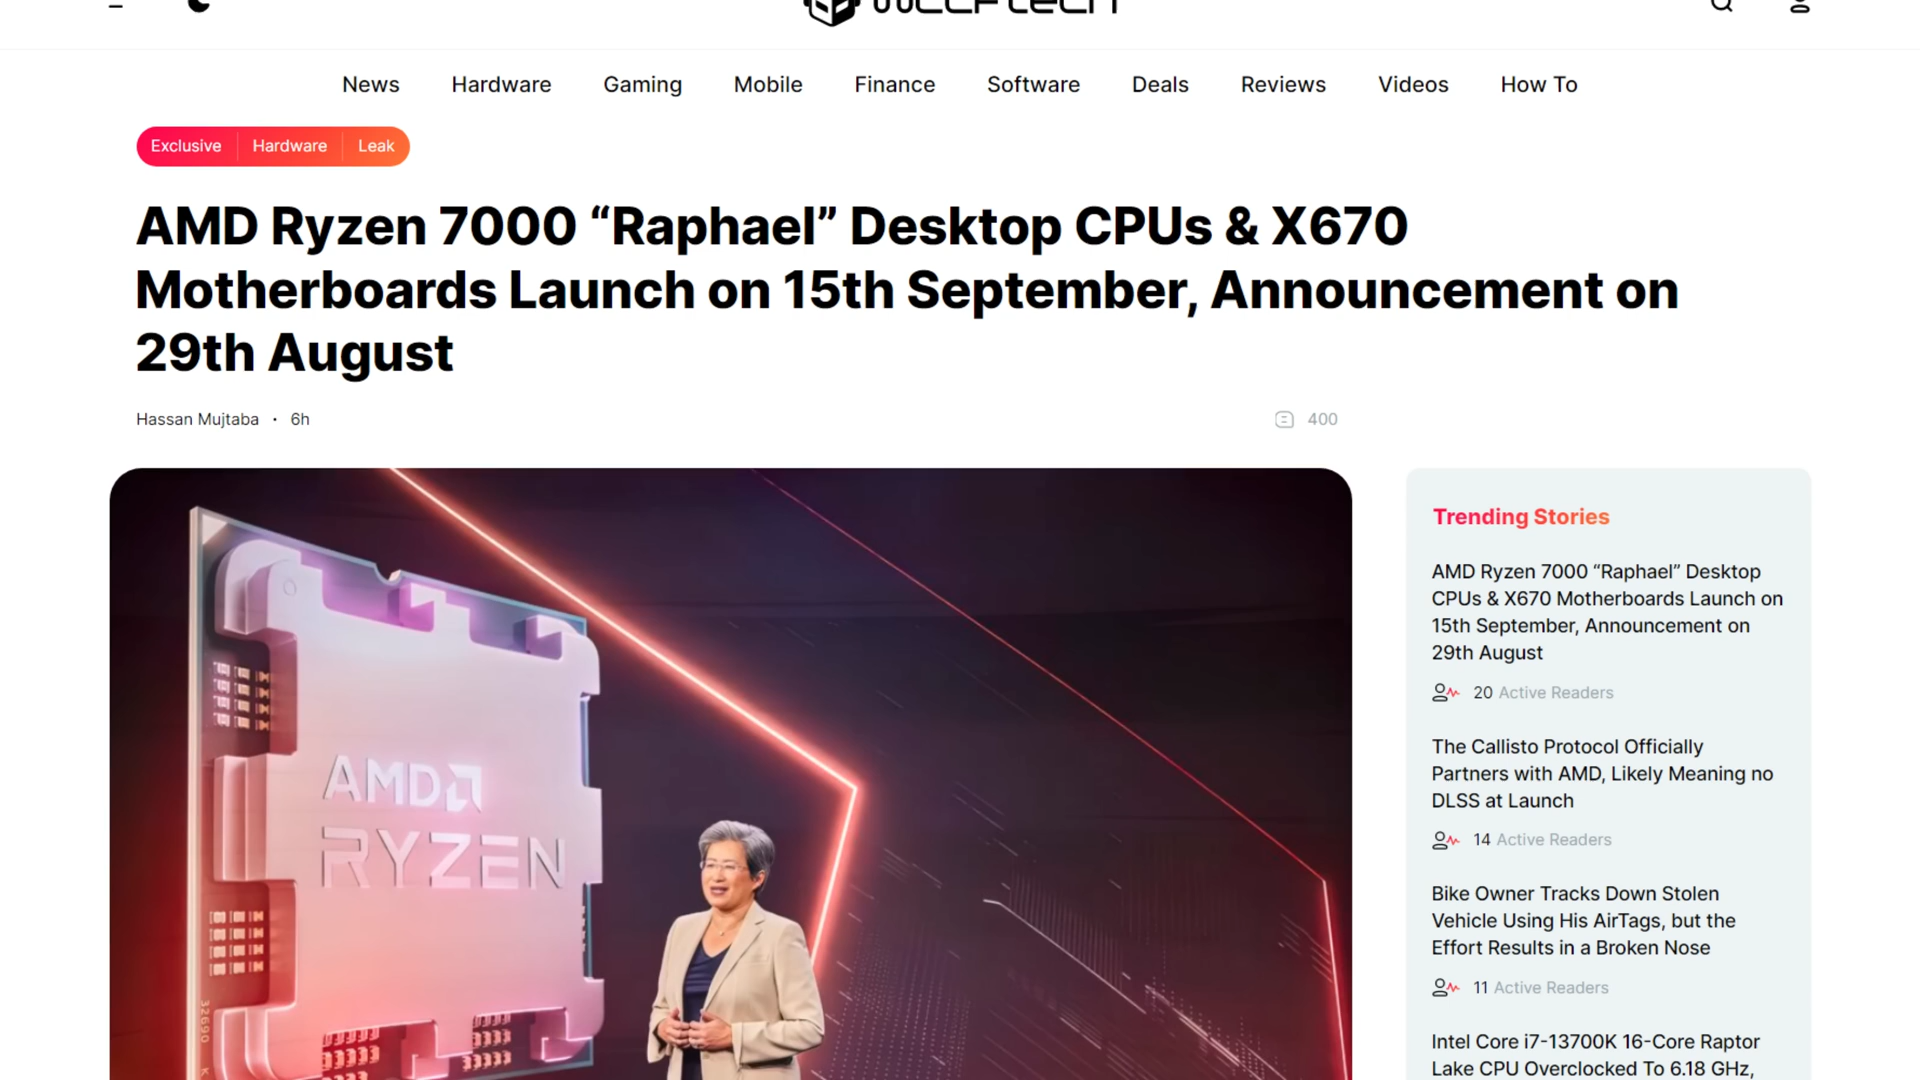 wccftech
News Hardware Gaming Mobile Finance Software Deals Reviews Videos How To
Exclusive Hardware Leak
AMD Ryzen 7000 “Raphael” Desktop CPUs & X670
Motherboards Launch on 15th September, Announcement on
29th August
Hassan Mujtaba · 6h
400
AMD
RYZEN
32690
Trending Stories
AMD Ryzen 7000 “Raphael” Desktop
CPUs & X670 Motherboards Launch on
15th September, Announcement on
29th August
20 Active Readers
The Callisto Protocol Officially
Partners with AMD, Likely Meaning no
DLSS at Launch
14 Active Readers
Bike Owner Tracks Down Stolen
Vehicle Using His AirTags, but the
Effort Results in a Broken Nose
11 Active Readers
Intel Core i7-13700K 16-Core Raptor
Lake CPU Overclocked To 6.18 GHz,